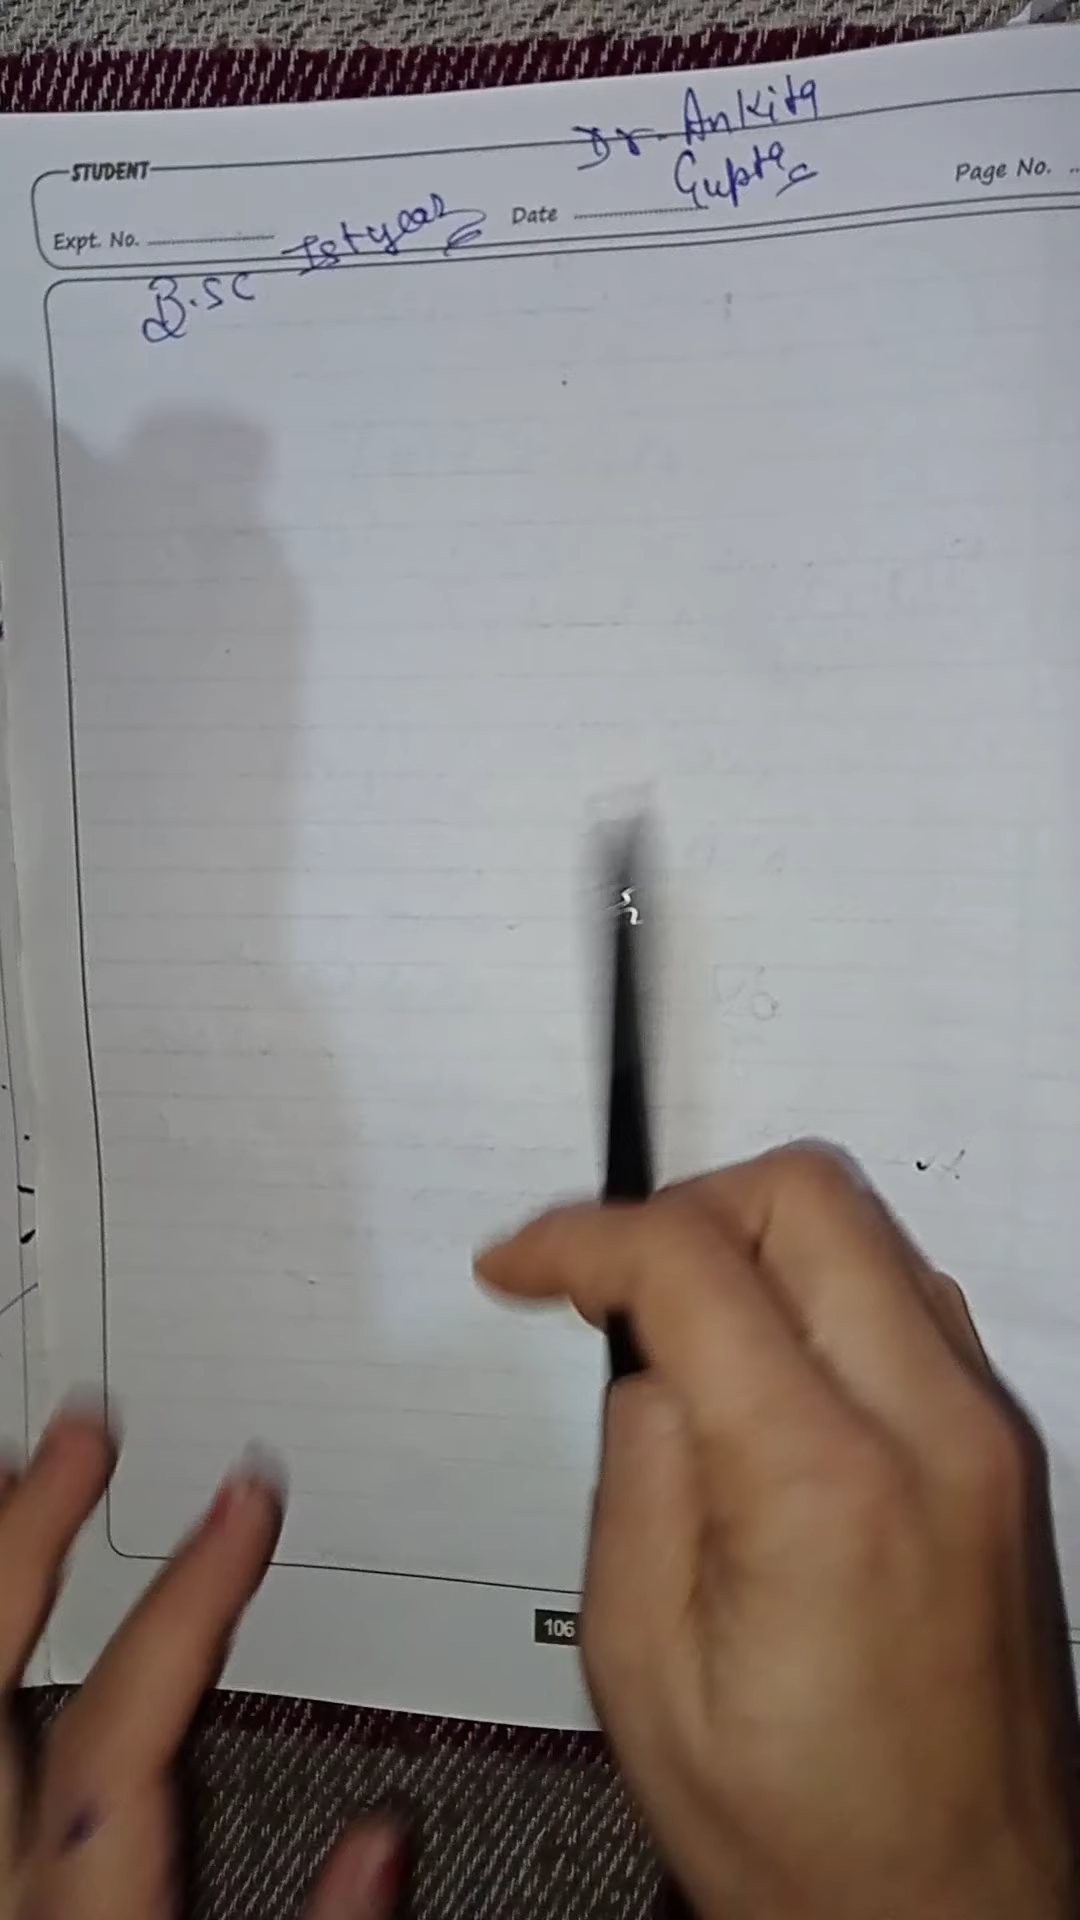 Dr. Ankita
Gupta
STUDENT
Page No. ..
Expt. No. ............ Date ............
B.sc Ist year
106